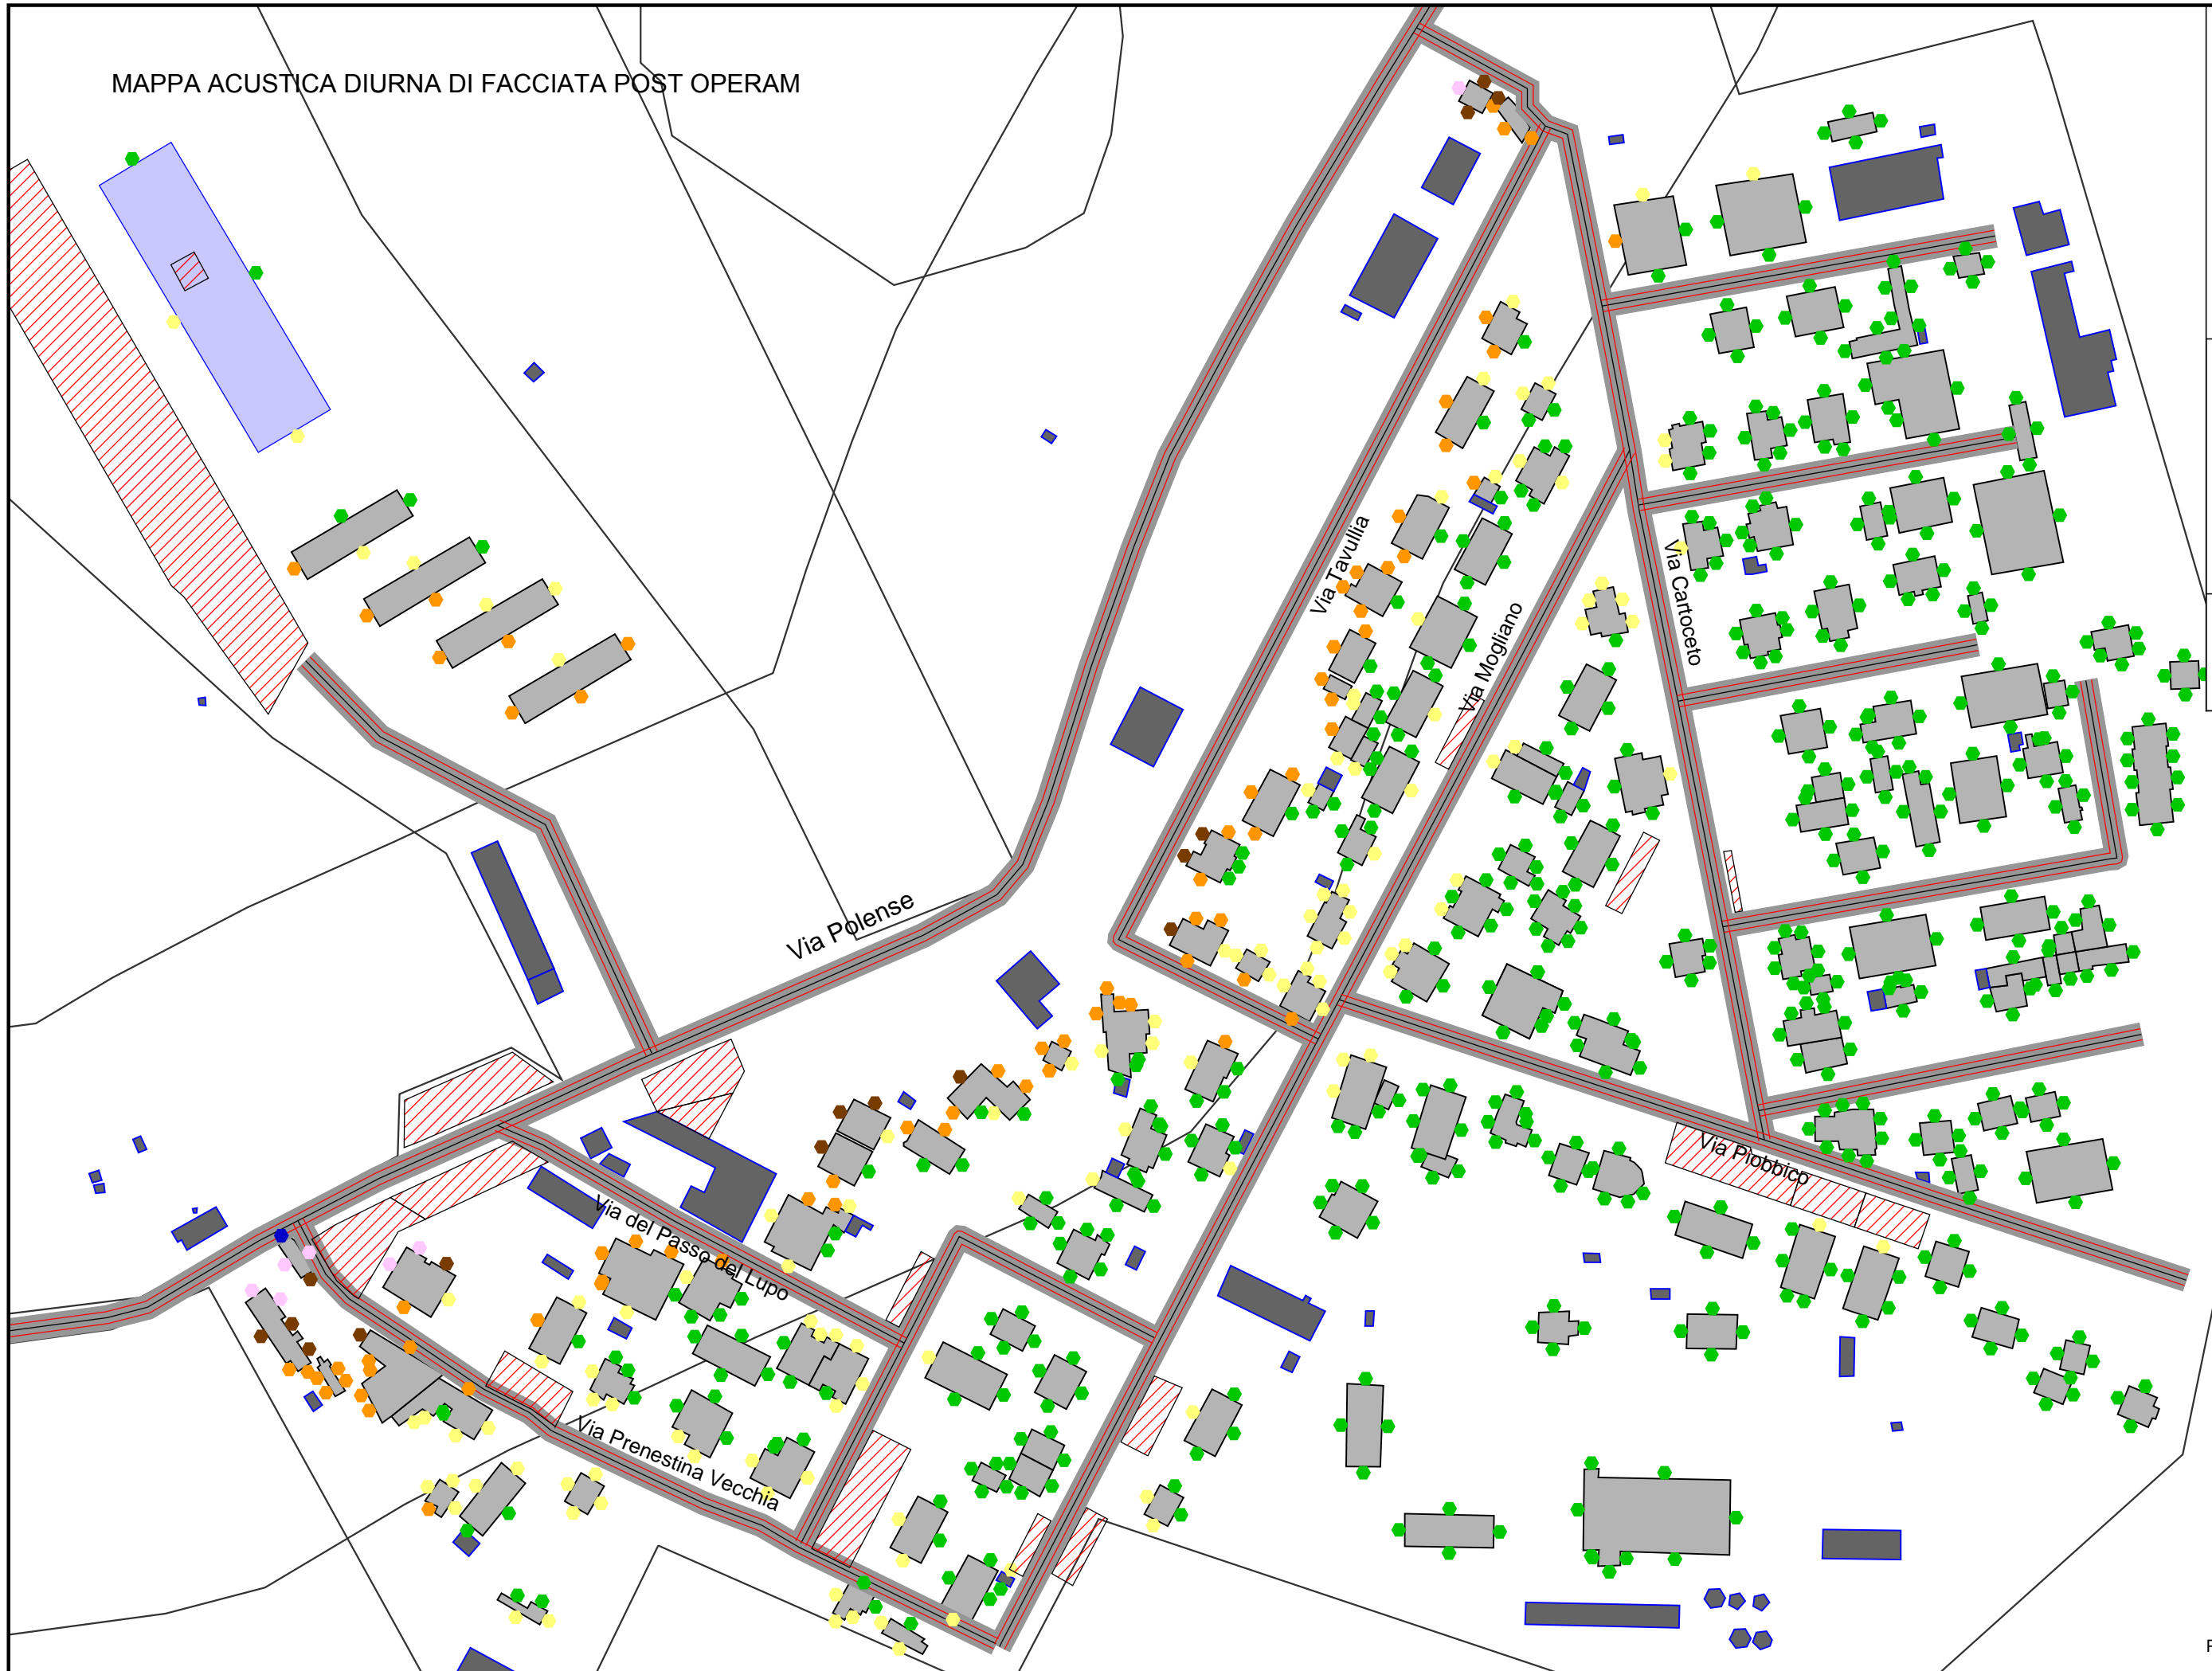 MAPPA ACUSTICA DIURNA DI FACCIATA POST OPERAM
Via Tavullia
Via Cartoceto
Via Mogliano
Via Polense
Via Piobbico
Via del Passo del Lupo
Via Prenestina Vecchia